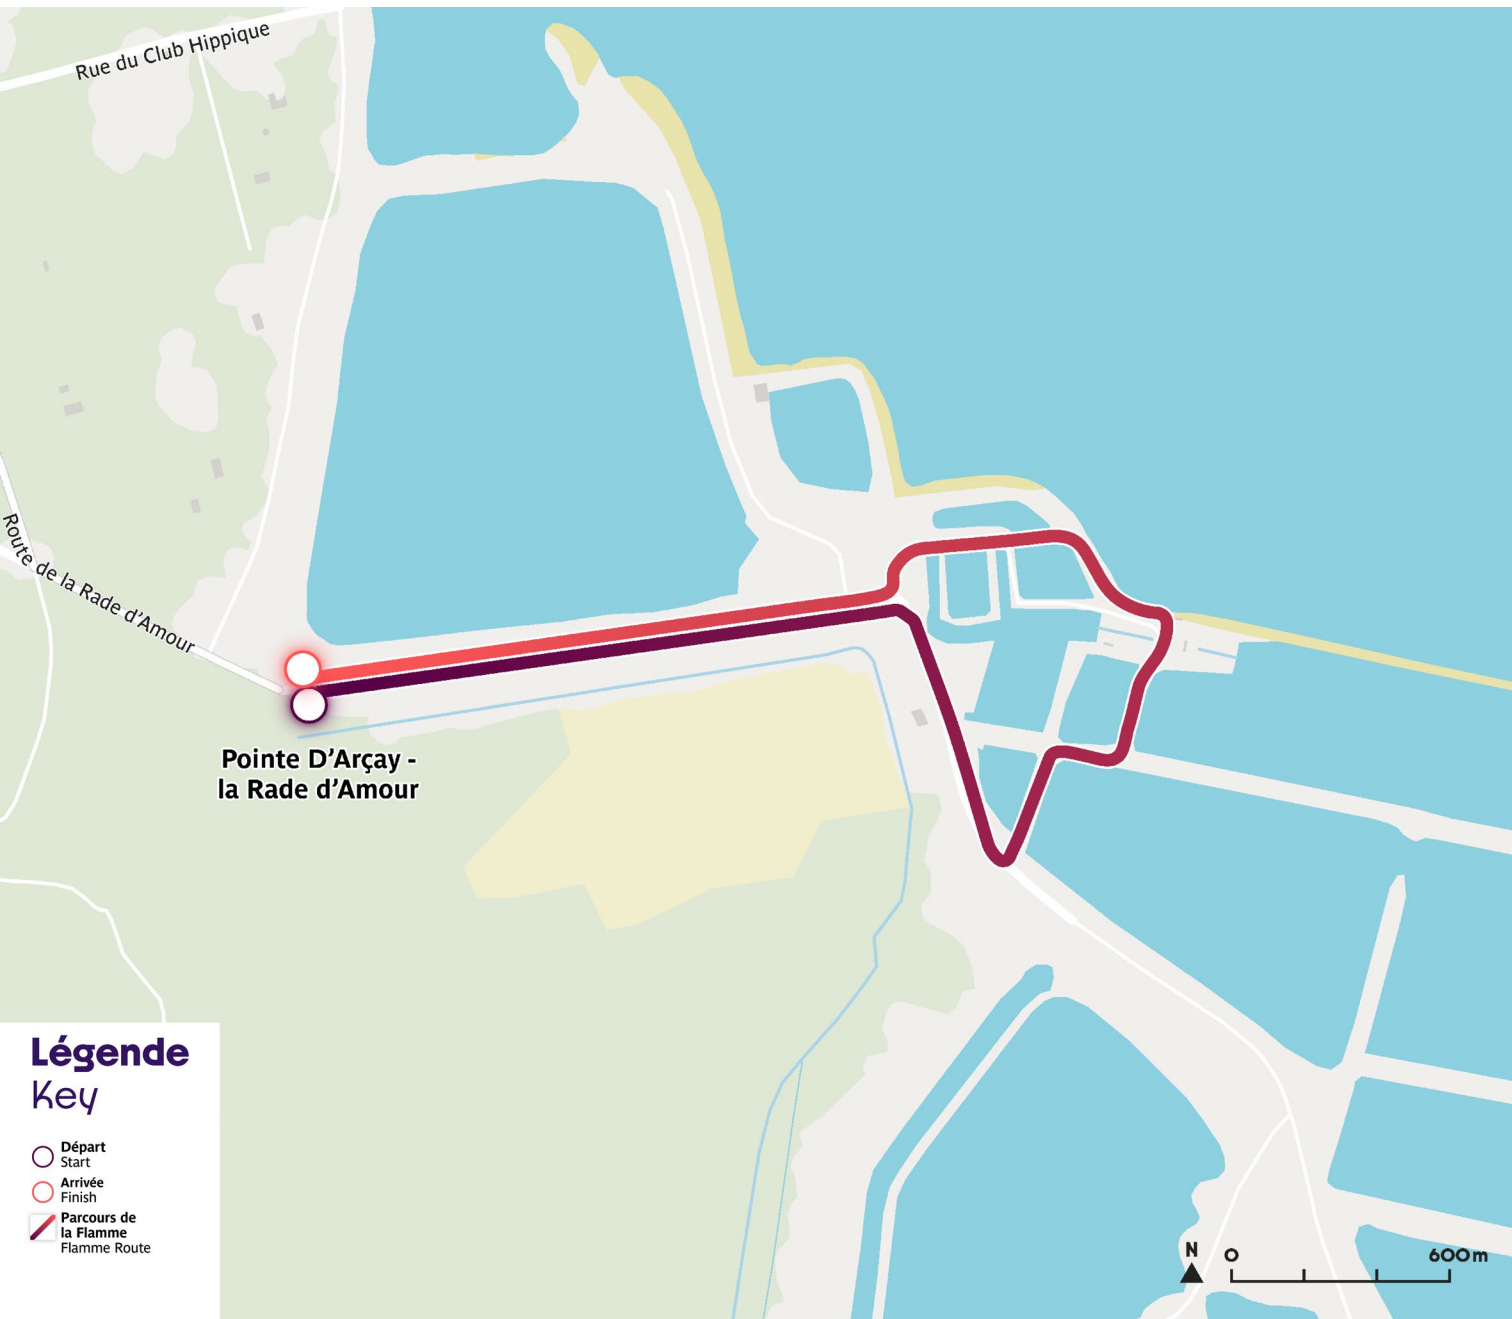 Rue du Club Hippique
Route de la Rade d’Amour
Pointe D’Arçay -
la Rade d’Amour
Légende
Key
Départ
Start
Arrivée
Finish
Parcours de
la Flamme
Flamme Route
N
0
600m